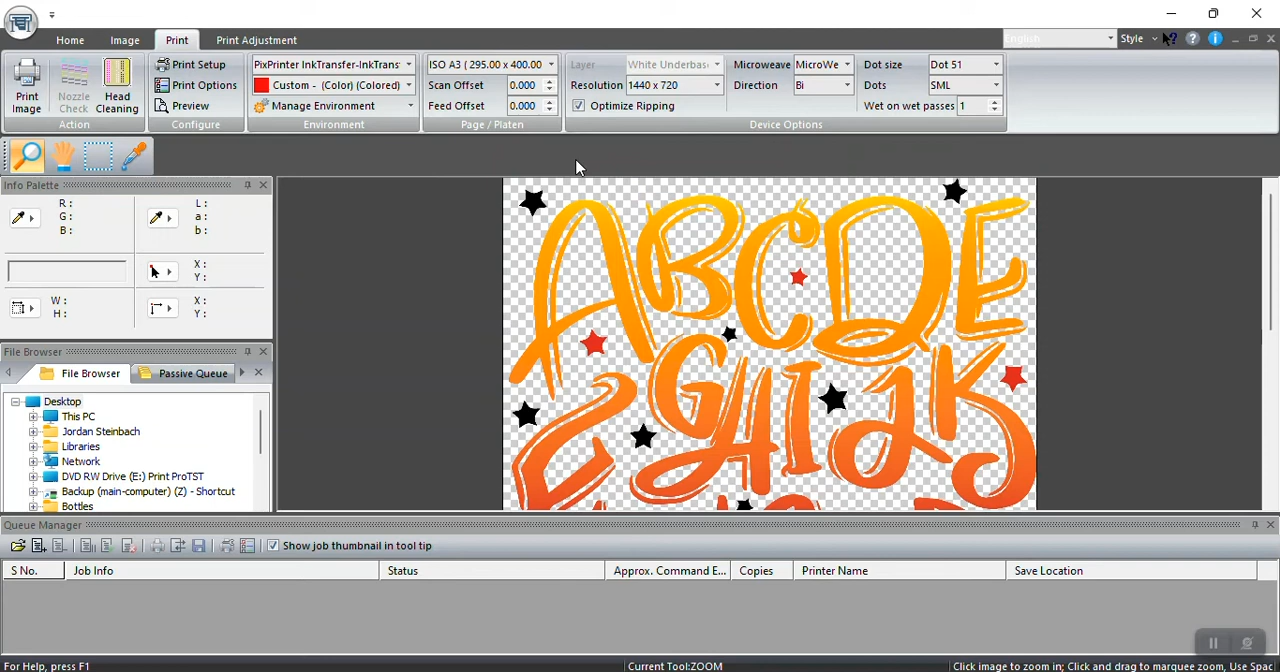 Home Image Print Print Adjustment English Style
Print Setup PixPrinter InkTransfer-InkTrans ISO A3 ( 295.00 x 400.00 Layer White Underbas Microweave MicroWe Dot size Dot 51
Print Image Nozzle Check Head Cleaning Print Options Custom - (Color) (Colored) Scan Offset 0.000 Resolution 1440 x 720 Direction Bi Dots SML
Preview Manage Environment Feed Offset 0.000 Optimize Ripping Wet on wet passes 1
Action Configure Environment Page / Platen Device Options
Info Palette
R: L:
G: a:
B: b:
X:
Y:
W: X:
H: Y:
File Browser
File Browser Passive Queue
Desktop
This PC
Jordan Steinbach
Libraries
Network
DVD RW Drive (E:) Print ProTST
Backup (main-computer) (Z) - Shortcut
Bottles
A B C D E
G H I J K
Queue Manager
Show job thumbnail in tool tip
S No. Job Info Status Approx. Command E... Copies Printer Name Save Location
For Help, press F1 Current Tool:ZOOM Click image to zoom in; Click and drag to marquee zoom, Use Spac